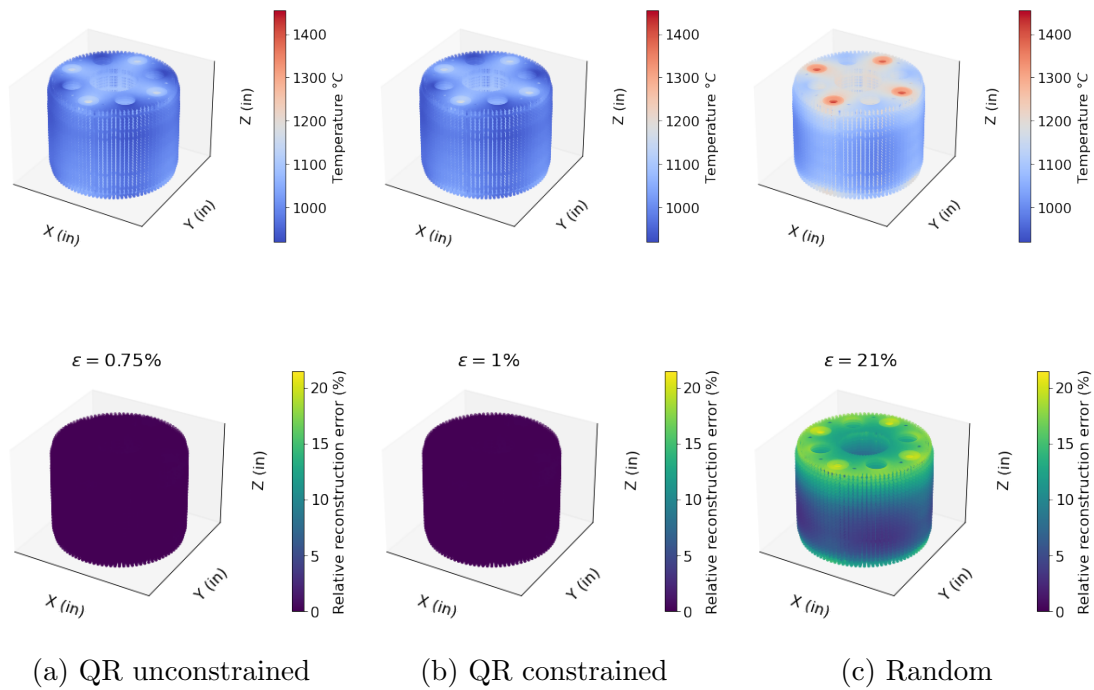 1400
1300
1200
1100
1000
Temperature °C
Z (in)
Y (in)
X (in)
1400
1300
1200
1100
1000
Temperature °C
Z (in)
Y (in)
X (in)
1400
1300
1200
1100
1000
Temperature °C
Z (in)
Y (in)
X (in)
ε = 0.75%
20
15
10
5
0
Relative reconstruction error (%)
Z (in)
Y (in)
X (in)
ε = 1%
20
15
10
5
0
Relative reconstruction error (%)
Z (in)
Y (in)
X (in)
ε = 21%
20
15
10
5
0
Relative reconstruction error (%)
Z (in)
Y (in)
X (in)
(a) QR unconstrained
(b) QR constrained
(c) Random